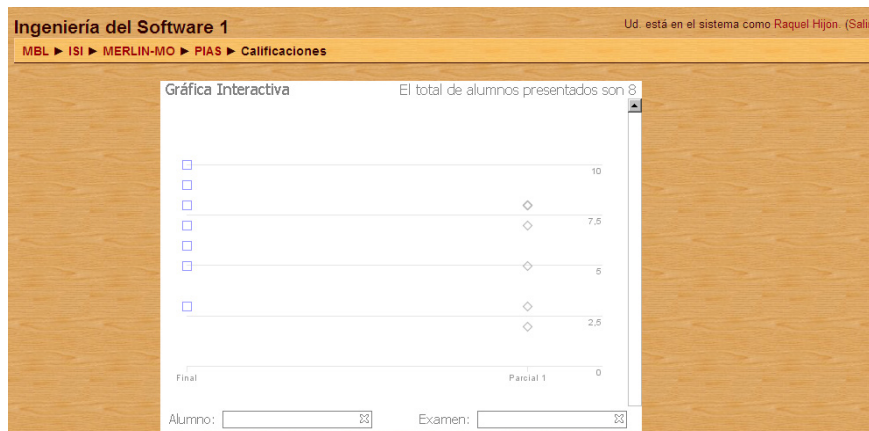 Ingeniería del Software 1
Ud. está en el sistema como Raquel Hijón. (Sali
MBL ► ISI ► MERLIN-MO ► PIAS ► Calificaciones
Gráfica Interactiva
El total de alumnos presentados son 8
10
7,5
5
2,5
0
Final
Parcial 1
Alumno:
Examen: